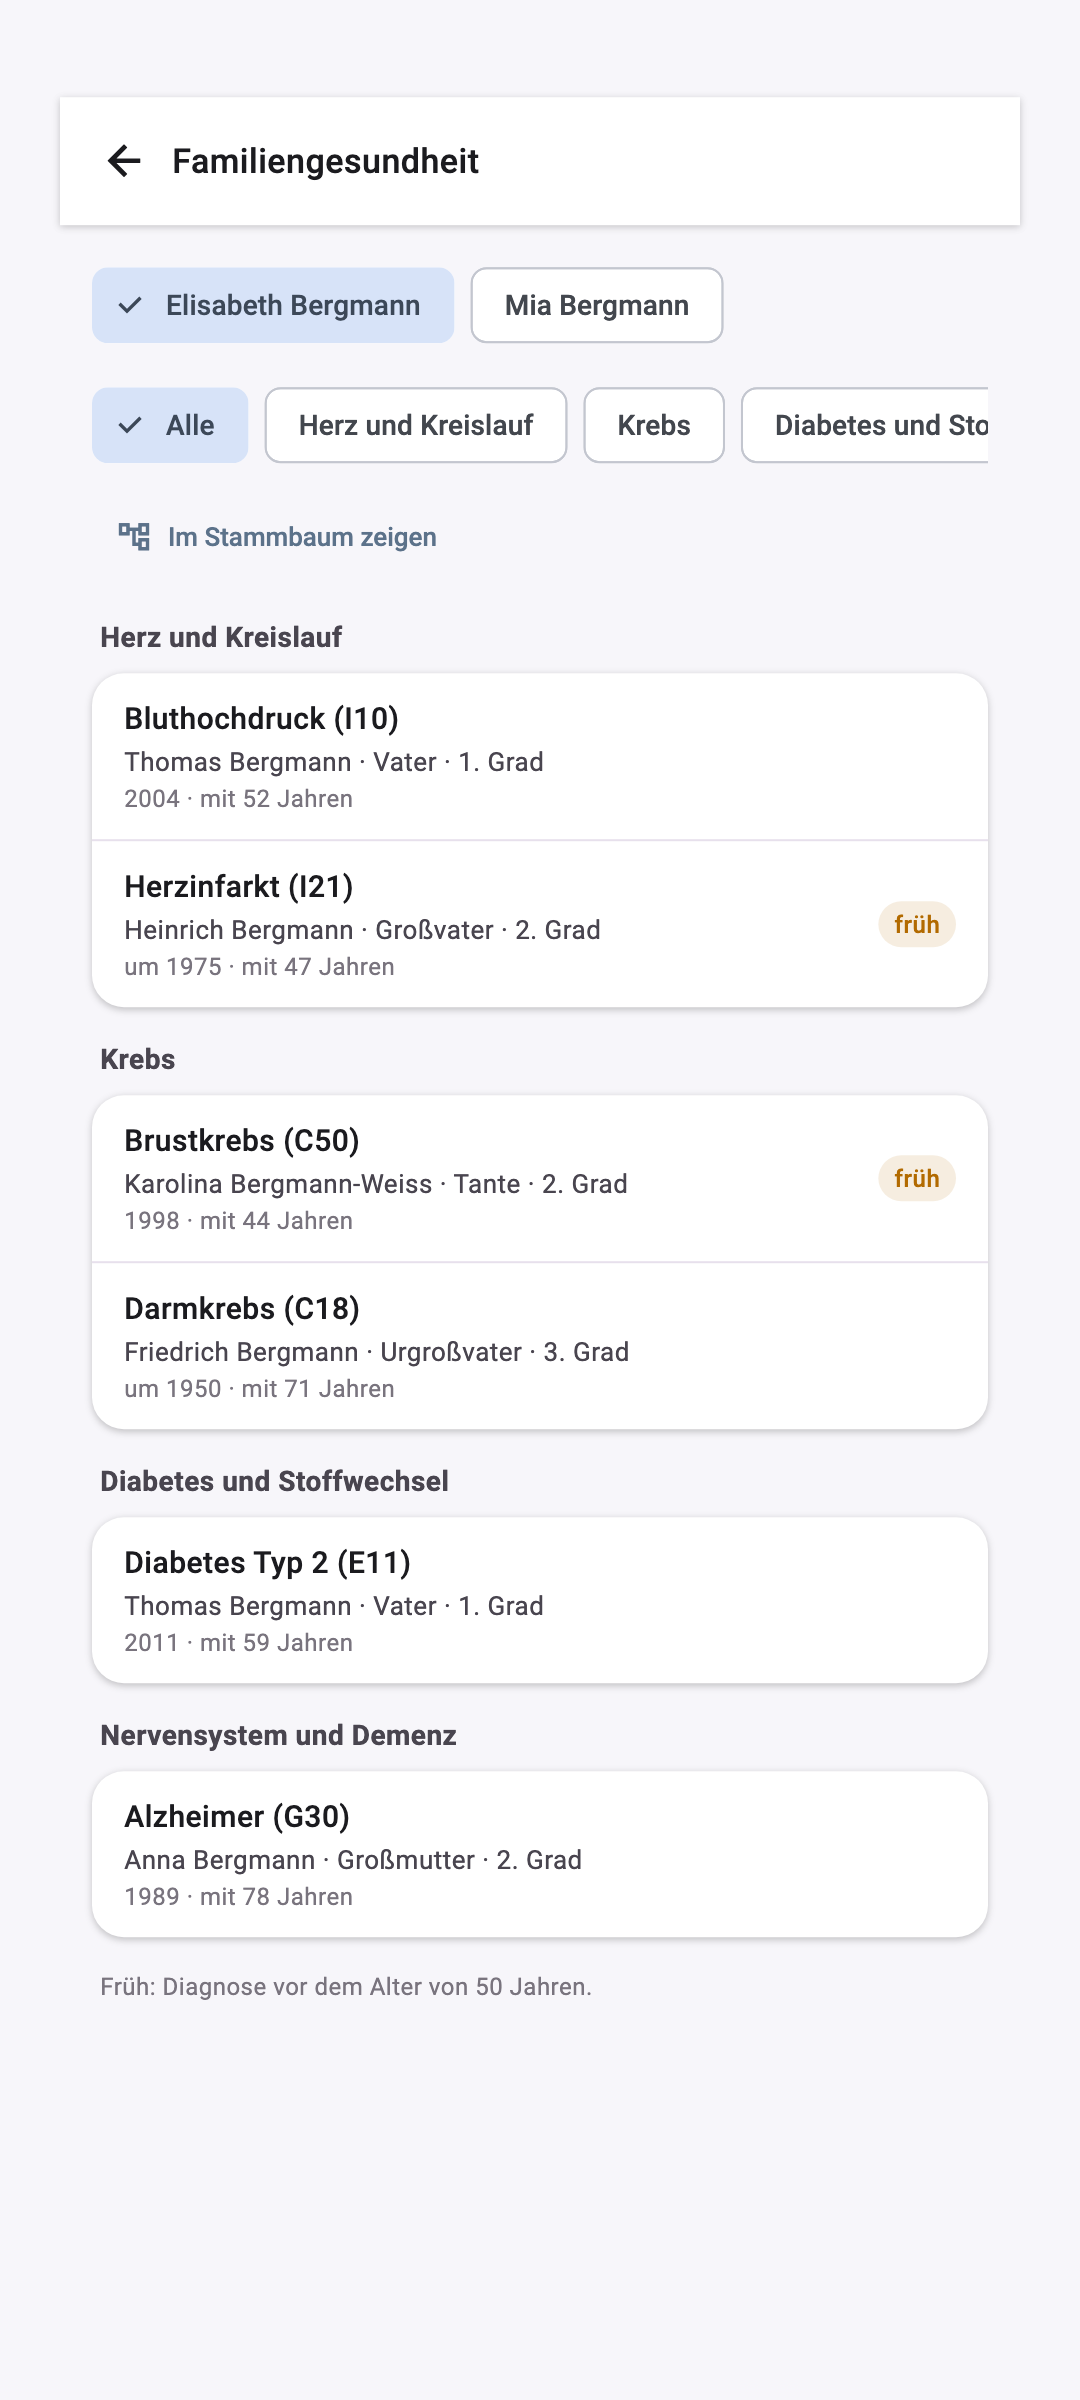 Familiengesundheit
Elisabeth Bergmann
Mia Bergmann
Alle
Herz und Kreislauf
Krebs
Diabetes und Sto
Im Stammbaum zeigen
Herz und Kreislauf
Bluthochdruck (I10)
Thomas Bergmann · Vater · 1. Grad
2004 · mit 52 Jahren
Herzinfarkt (I21)
Heinrich Bergmann · Großvater · 2. Grad
um 1975 · mit 47 Jahren
früh
Krebs
Brustkrebs (C50)
Karolina Bergmann-Weiss · Tante · 2. Grad
1998 · mit 44 Jahren
früh
Darmkrebs (C18)
Friedrich Bergmann · Urgroßvater · 3. Grad
um 1950 · mit 71 Jahren
Diabetes und Stoffwechsel
Diabetes Typ 2 (E11)
Thomas Bergmann · Vater · 1. Grad
2011 · mit 59 Jahren
Nervensystem und Demenz
Alzheimer (G30)
Anna Bergmann · Großmutter · 2. Grad
1989 · mit 78 Jahren
Früh: Diagnose vor dem Alter von 50 Jahren.